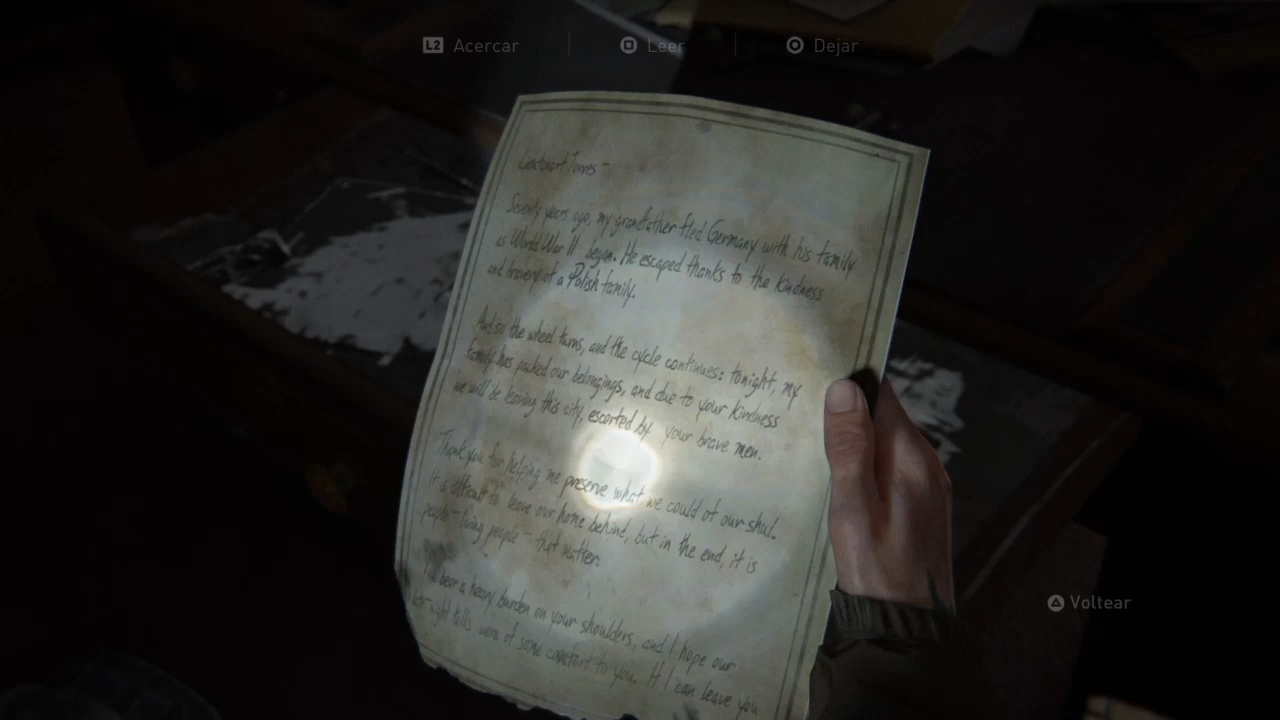 L2 Acercar
Leer
Dejar
Lieutenant Torres –
Seventy years ago, my grandfather fled Germany with his family
as World War II began. He escaped thanks to the kindness
and bravery of a Polish family.
And so the wheel turns, and the cycle continues: tonight, my
family has packed our belongings, and due to your kindness
we will be leaving this city, escorted by your brave men.
Thank you for helping me preserve what we could of our shul.
It is difficult to leave our home behind, but in the end, it is
people – living people – that matter.
bear a heavy burden on your shoulders, and I hope our
night talks were of some comfort to you. If I can leave you
Voltear